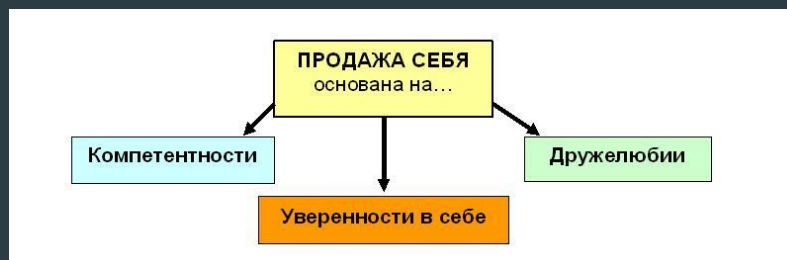 ПРОДАЖА СЕБЯ
основана на...
Компетентности
Дружелюбии
Уверенности в себе